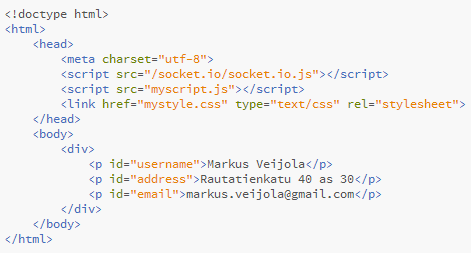 <!doctype html>
<html>
    <head>
        <meta charset="utf-8">
        <script src="/socket.io/socket.io.js"></script>
        <script src="myscript.js"></script>
        <link href="mystyle.css" type="text/css" rel="stylesheet">
    </head>
    <body>
        <div>
            <p id="username">Markus Veijola</p>
            <p id="address">Rautatienkatu 40 as 30</p>
            <p id="email">markus.veijola@gmail.com</p>
        </div>
    </body>
</html>